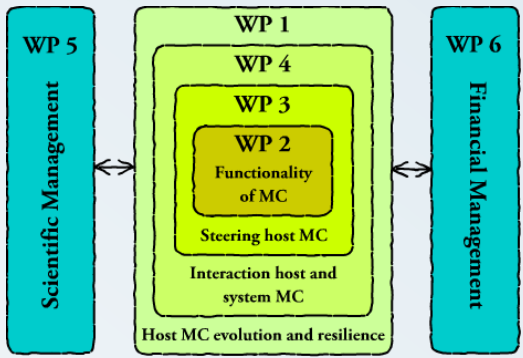 WP 5
Scientific Management
WP 1
WP 4
WP 3
WP 2
Functionality
of MC
Steering host MC
Interaction host and
system MC
Host MC evolution and resilience
WP 6
Financial Management